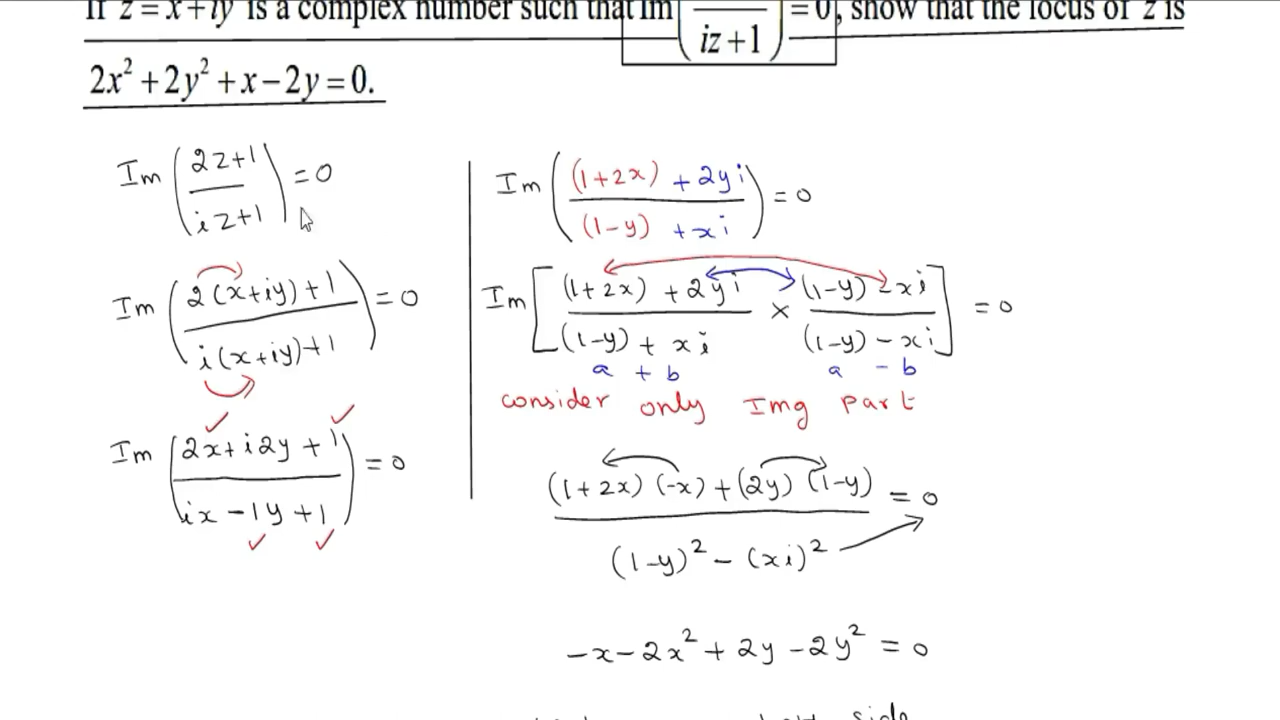 If z = x + iy is a complex number such that Im ( / iz + 1 ) = 0, show that the locus of z is
2x² + 2y² + x − 2y = 0.
Im (2z+1 / iz+1) = 0
Im (2(x+iy)+1 / i(x+iy)+1) = 0
Im (2x+i2y+1 / ix−1y+1) = 0
Im ((1+2x) + 2yi / (1−y) + xi) = 0
Im [(1+2x) + 2yi / (1−y) + xi × (1−y) − xi / (1−y) − xi] = 0
a + b a − b
consider only Img part
(1+2x) (−x) + (2y) (1−y) / (1−y)² − (xi)² = 0
−x − 2x² + 2y − 2y² = 0
side